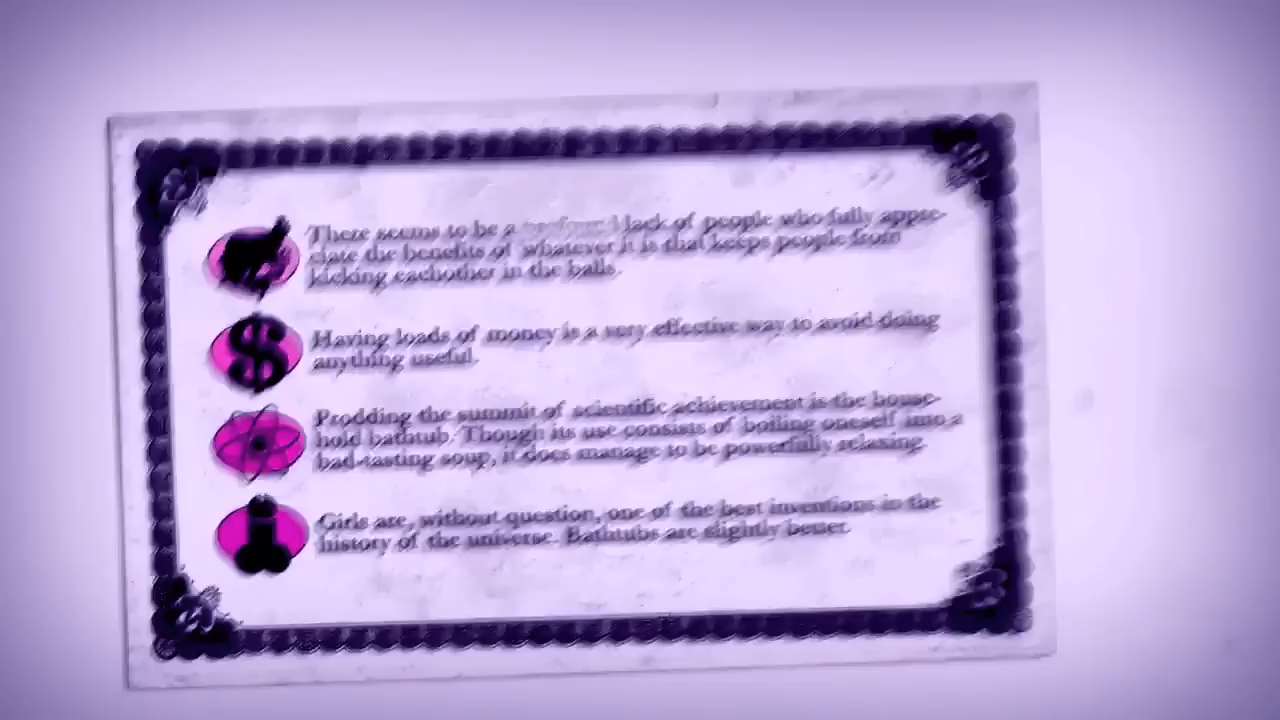 There seems to be a lack of people who fully appre-
ciate the benefits of whatever it is that keeps people from
kicking eachother in the balls.
$
Having loads of money is a very effective way to avoid doing
anything useful.
Prodding the summit of scientific achievement is the house-
hold bathtub. Though its use consists of boiling oneself into a
bad-tasting soup, it does manage to be powerfully relaxing.
Girls are, without question, one of the best inventions in the
history of the universe. Bathtubs are slightly better.